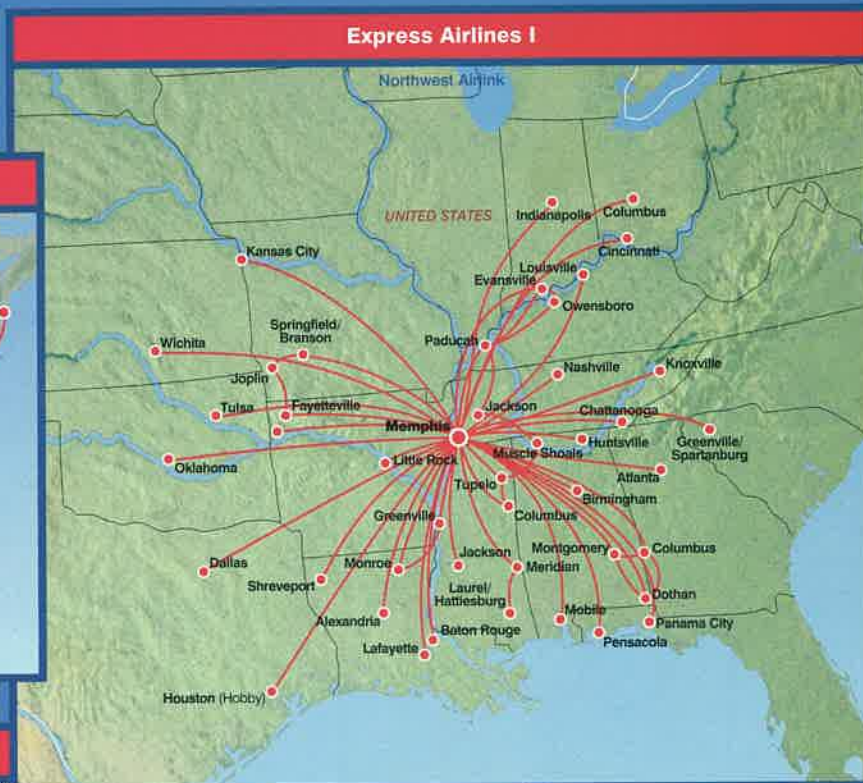 Express Airlines I
Northwest Airlink
UNITED STATES
Indianapolis
Columbus
Cincinnati
Kansas City
Louisville
Evansville
Owensboro
Springfield/
Branson
Wichita
Paducah
Joplin
Nashville
Knoxville
Tulsa
Fayetteville
Jackson
Chattanooga
Memphis
Huntsville
Greenville/
Spartanburg
Muscle Shoals
Oklahoma
Little Rock
Atlanta
Tupelo
Birmingham
Greenville
Columbus
Dallas
Monroe
Jackson
Montgomery
Columbus
Shreveport
Meridian
Laurel/
Hattiesburg
Dothan
Alexandria
Mobile
Panama City
Baton Rouge
Lafayette
Pensacola
Houston (Hobby)